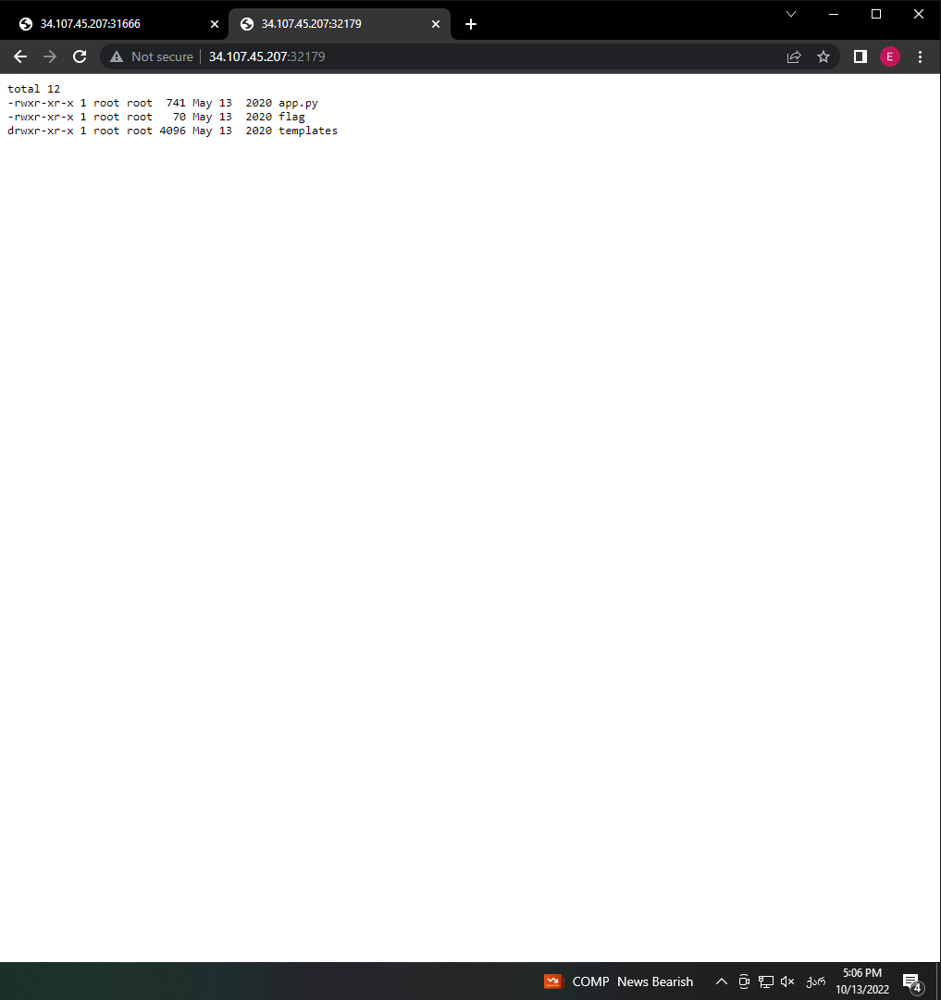 34.107.45.207:31666
34.107.45.207:32179
Not secure
34.107.45.207:32179
E
total 12
-rwxr-xr-x 1 root root  741 May 13  2020 app.py
-rwxr-xr-x 1 root root   70 May 13  2020 flag
drwxr-xr-x 1 root root 4096 May 13  2020 templates
COMP News Bearish
ქარ
5:06 PM
10/13/2022
4